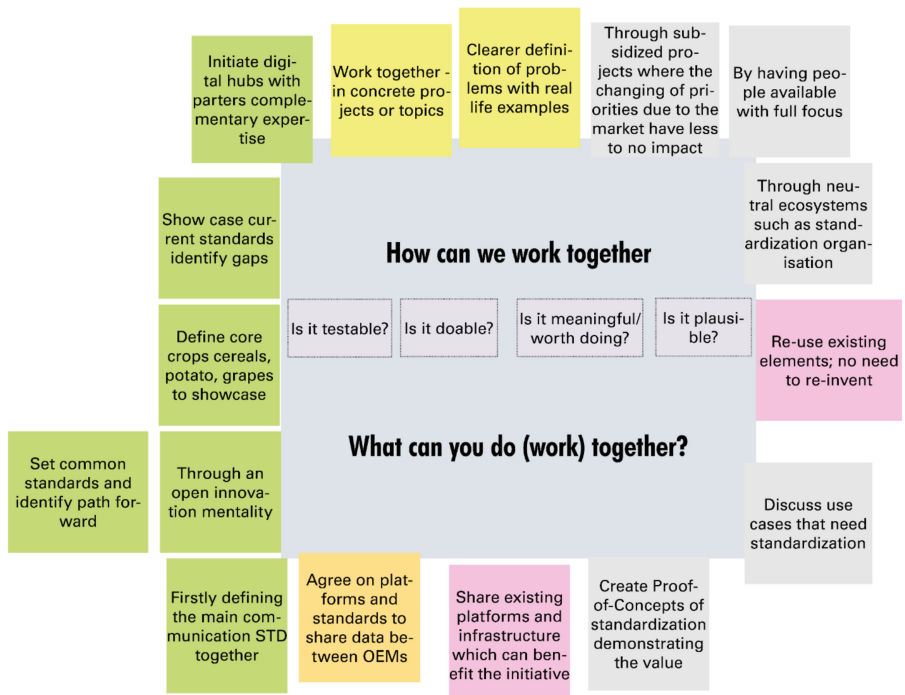 Initiate digi-
tal hubs with
parters comple-
mentary exper-
tise
Work together -
in concrete pro-
jects or topics
Clearer defini-
tion of prob-
lems with real
life examples
Through sub-
sidized pro-
jects where the
changing of pri-
orities due to the
market have less
to no impact
By having peo-
ple available
with full focus
Show case cur-
rent standards
identify gaps
How can we work together
Through neu-
tral ecosystems
such as stand-
ardization organ-
isation
Define core
crops cereals,
potato, grapes
to showcase
Is it testable?
Is it doable?
Is it meaningful/
worth doing?
Is it plausi-
ble?
Re-use existing
elements; no need
to re-invent
Set common
standards and
identify path for-
ward
Through an
open innova-
tion mentality
What can you do (work) together?
Discuss use
cases that need
standardization
Firstly defining
the main com-
munication STD
together
Agree on plat-
forms and
standards to
share data be-
tween OEMs
Share existing
platforms and
infrastructure
which can ben-
efit the initiative
Create Proof-
of-Concepts of
standardization
demonstrating
the value